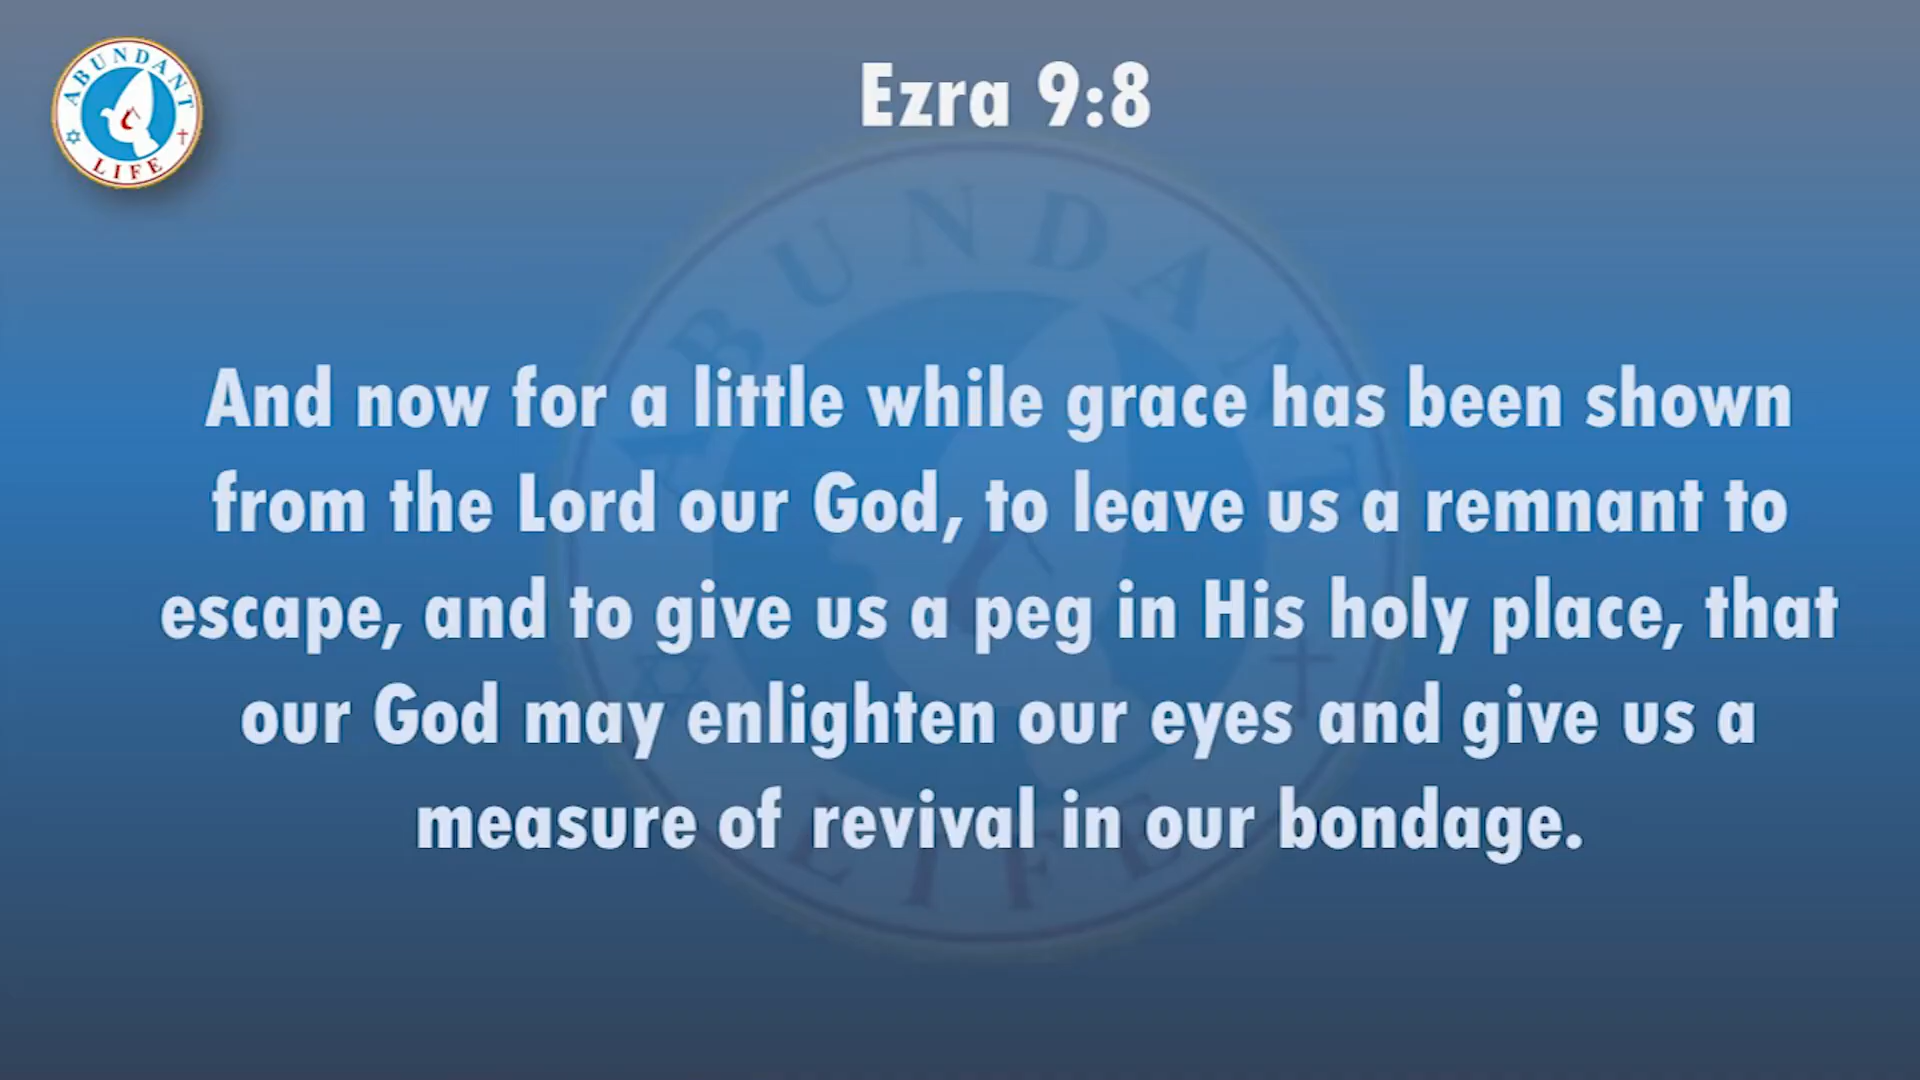 ABUNDANT
LIFE
Ezra 9:8
ABUNDANT
And now for a little while grace has been shown
from the Lord our God, to leave us a remnant to
escape, and to give us a peg in His holy place, that
our God may enlighten our eyes and give us a
measure of revival in our bondage.
LIFE